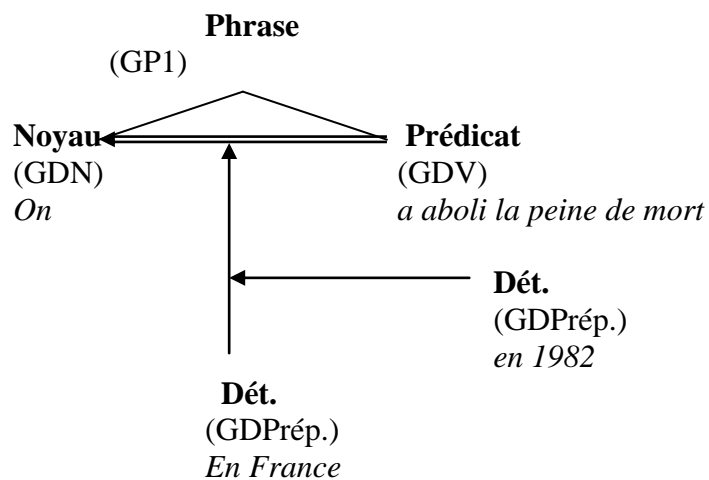 Phrase
(GP1)
Noyau
(GDN)
On
Prédicat
(GDV)
a aboli la peine de mort
Dét.
(GDPrép.)
en 1982
Dét.
(GDPrép.)
En France